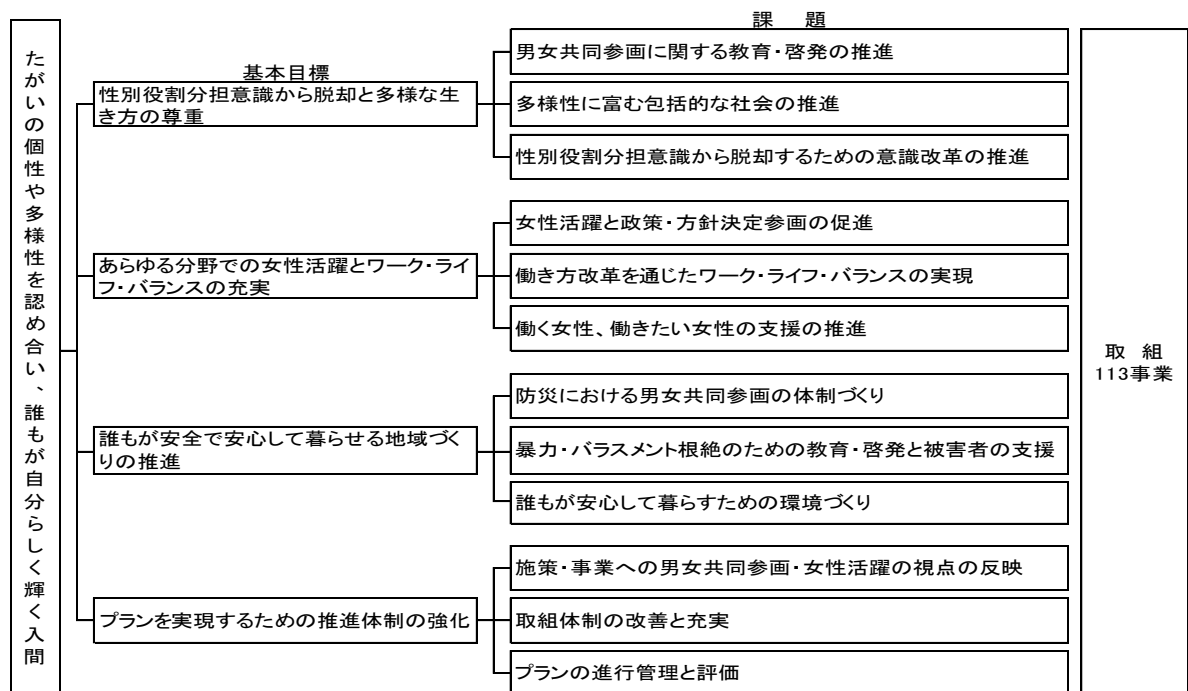 たがいの個性や多様性を認め合い、誰もが自分らしく輝く入間
基本目標
性別役割分担意識から脱却と多様な生
き方の尊重
あらゆる分野での女性活躍とワーク・ライ
フ・バランスの充実
誰もが安全で安心して暮らせる地域づく
りの推進
プランを実現するための推進体制の強化
課　題
男女共同参画に関する教育・啓発の推進
多様性に富む包括的な社会の推進
性別役割分担意識から脱却するための意識改革の推進
女性活躍と政策・方針決定参画の促進
働き方改革を通じたワーク・ライフ・バランスの実現
働く女性、働きたい女性の支援の推進
防災における男女共同参画の体制づくり
暴力・バラスメント根絶のための教育・啓発と被害者の支援
誰もが安心して暮らすための環境づくり
施策・事業への男女共同参画・女性活躍の視点の反映
取組体制の改善と充実
プランの進行管理と評価
取　組
113事業